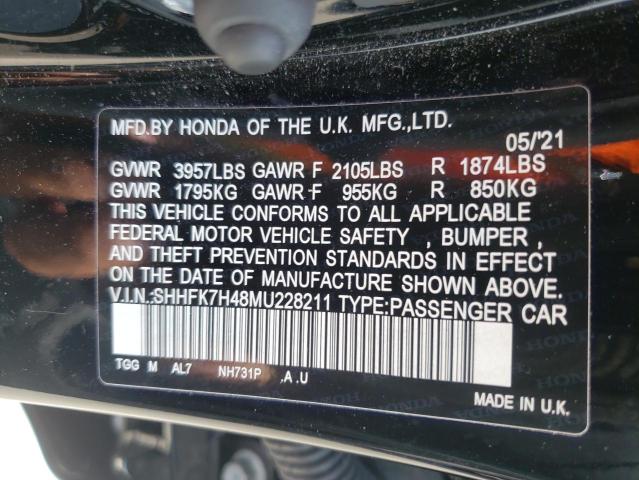 MFD.BY HONDA OF THE U.K. MFG.,LTD.
05/'21
GVWR 3957LBS GAWR F 2105LBS R 1874LBS
GVWR 1795KG GAWR F 955KG R 850KG
THIS VEHICLE CONFORMS TO ALL APPLICABLE
FEDERAL MOTOR VEHICLE SAFETY , BUMPER ,
AND THEFT PREVENTION STANDARDS IN EFFECT
ON THE DATE OF MANUFACTURE SHOWN ABOVE.
V.I.N.:SHHFK7H48MU228211 TYPE:PASSENGER CAR
TGG M AL7 NH731P .A .U
MADE IN U.K.